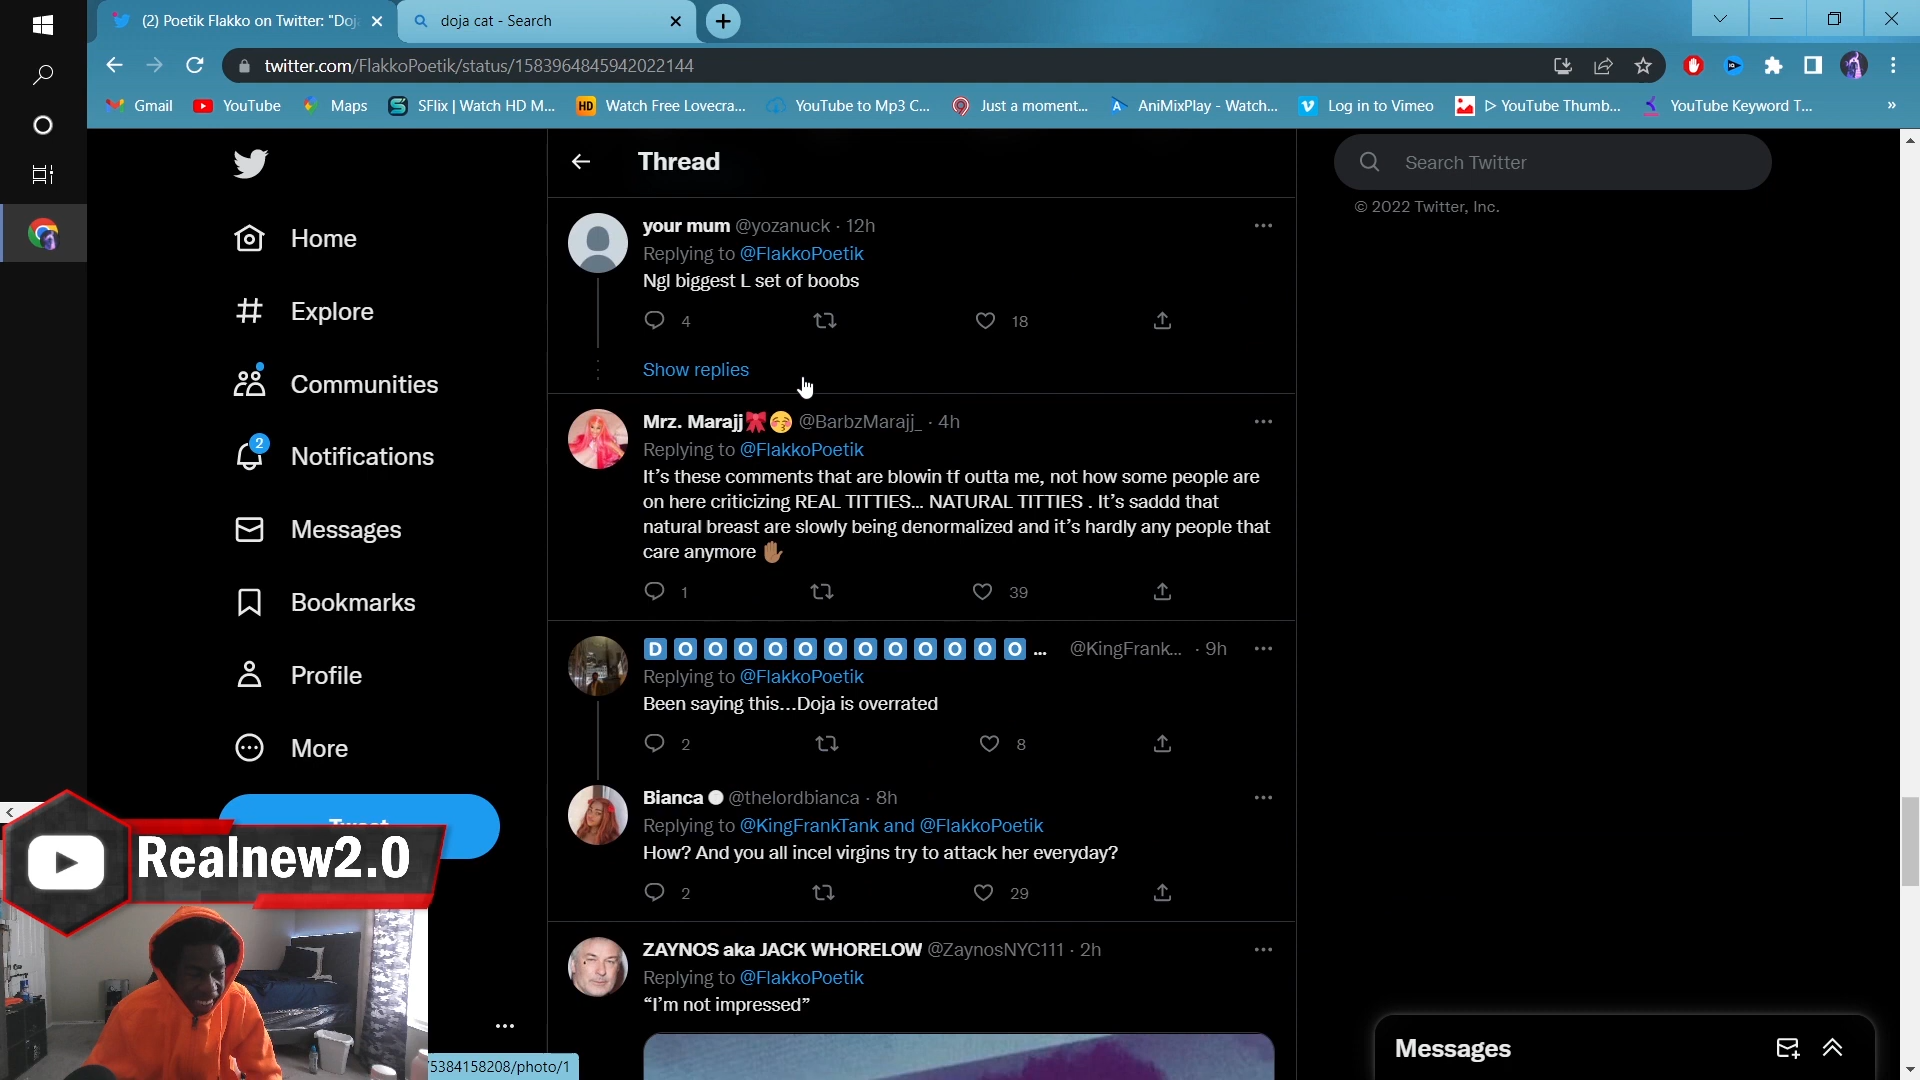 (2) Poetik Flakko on Twitter: "Doj
doja cat - Search
twitter.com/FlakkoPoetik/status/1583964845942022144
Gmail
YouTube
Maps
SFlix | Watch HD M...
HD
Watch Free Lovecra...
YouTube to Mp3 C...
Just a moment...
AniMixPlay - Watch...
Log in to Vimeo
▷ YouTube Thumb...
YouTube Keyword T...
»
Home
Explore
Communities
2
Notifications
Messages
Bookmarks
Profile
More
Thread
your mum @yozanuck · 12h
Replying to @FlakkoPoetik
Ngl biggest L set of boobs
4
18
Show replies
Mrz. Marajj🎀😚 @BarbzMarajj_ · 4h
Replying to @FlakkoPoetik
It's these comments that are blowin tf outta me, not how some people are
on here criticizing REAL TITTIES... NATURAL TITTIES . It's saddd that
natural breast are slowly being denormalized and it's hardly any people that
care anymore ✋🏾
1
39
D O O O O O O O O O O O O ... @KingFrank... · 9h
Replying to @FlakkoPoetik
Been saying this...Doja is overrated
2
8
Bianca @thelordbianca · 8h
Replying to @KingFrankTank and @FlakkoPoetik
How? And you all incel virgins try to attack her everyday?
2
29
ZAYNOS aka JACK WHORELOW @ZaynosNYC111 · 2h
Replying to @FlakkoPoetik
“I'm not impressed”
Search Twitter
© 2022 Twitter, Inc.
Messages
Realnew2.0
5384158208/photo/1